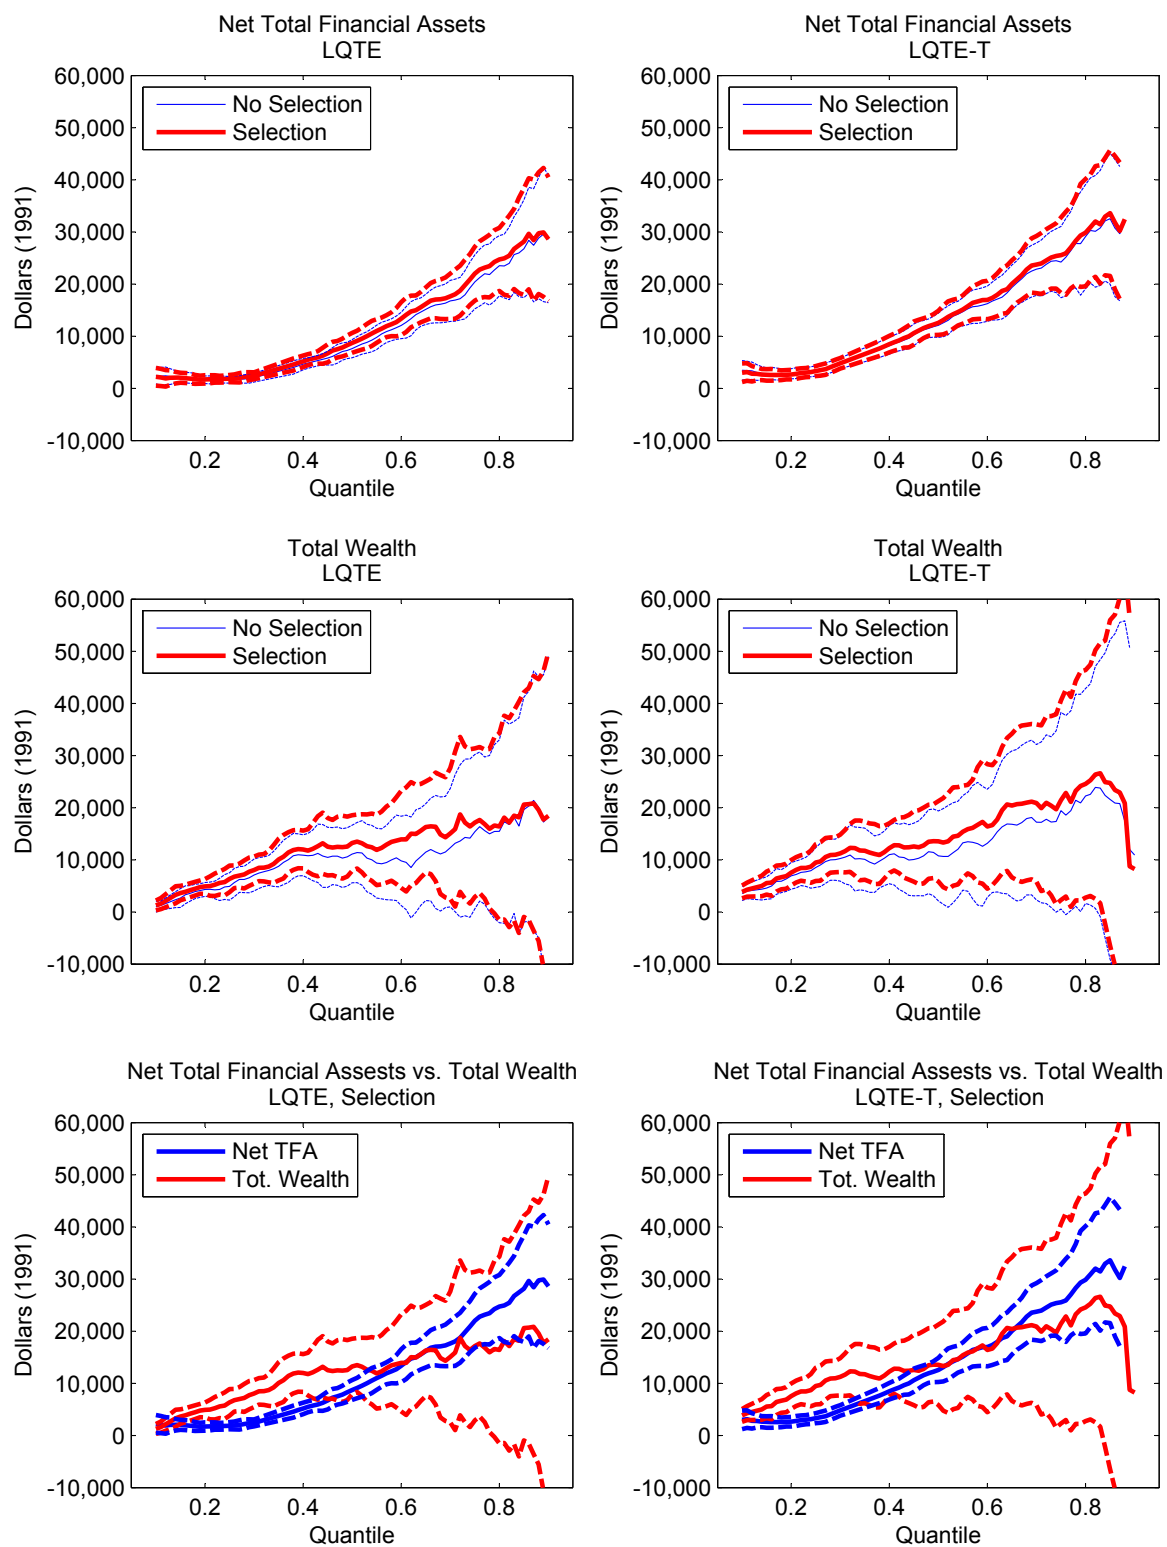 Net Total Financial Assets
LQTE
60,000
50,000
40,000
30,000
20,000
10,000
0
-10,000
Dollars (1991)
No Selection
Selection
0.2
0.4
0.6
0.8
Quantile
Net Total Financial Assets
LQTE-T
60,000
50,000
40,000
30,000
20,000
10,000
0
-10,000
Dollars (1991)
No Selection
Selection
0.2
0.4
0.6
0.8
Quantile
Total Wealth
LQTE
60,000
50,000
40,000
30,000
20,000
10,000
0
-10,000
Dollars (1991)
No Selection
Selection
0.2
0.4
0.6
0.8
Quantile
Total Wealth
LQTE-T
60,000
50,000
40,000
30,000
20,000
10,000
0
-10,000
Dollars (1991)
No Selection
Selection
0.2
0.4
0.6
0.8
Quantile
Net Total Financial Assests vs. Total Wealth
LQTE, Selection
60,000
50,000
40,000
30,000
20,000
10,000
0
-10,000
Dollars (1991)
Net TFA
Tot. Wealth
0.2
0.4
0.6
0.8
Quantile
Net Total Financial Assests vs. Total Wealth
LQTE-T, Selection
60,000
50,000
40,000
30,000
20,000
10,000
0
-10,000
Dollars (1991)
Net TFA
Tot. Wealth
0.2
0.4
0.6
0.8
Quantile